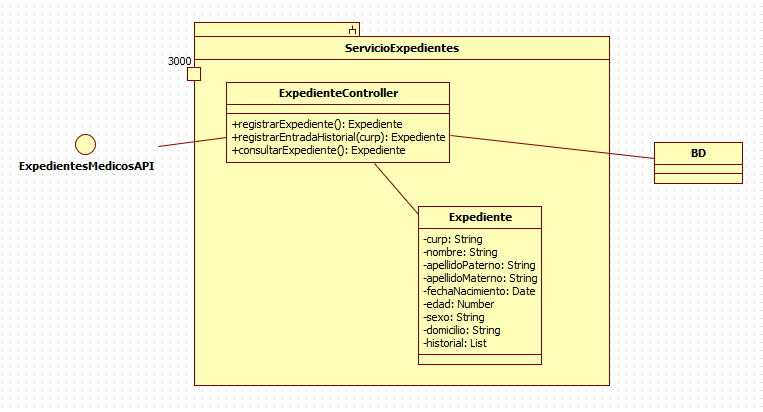 ServicioExpedientes
3000
ExpedienteController
+registrarExpediente(): Expediente
+registrarEntradaHistorial(curp): Expediente
+consultarExpediente(): Expediente
ExpedientesMedicosAPI
BD
Expediente
-curp: String
-nombre: String
-apellidoPaterno: String
-apellidoMaterno: String
-fechaNacimiento: Date
-edad: Number
-sexo: String
-domicilio: String
-historial: List